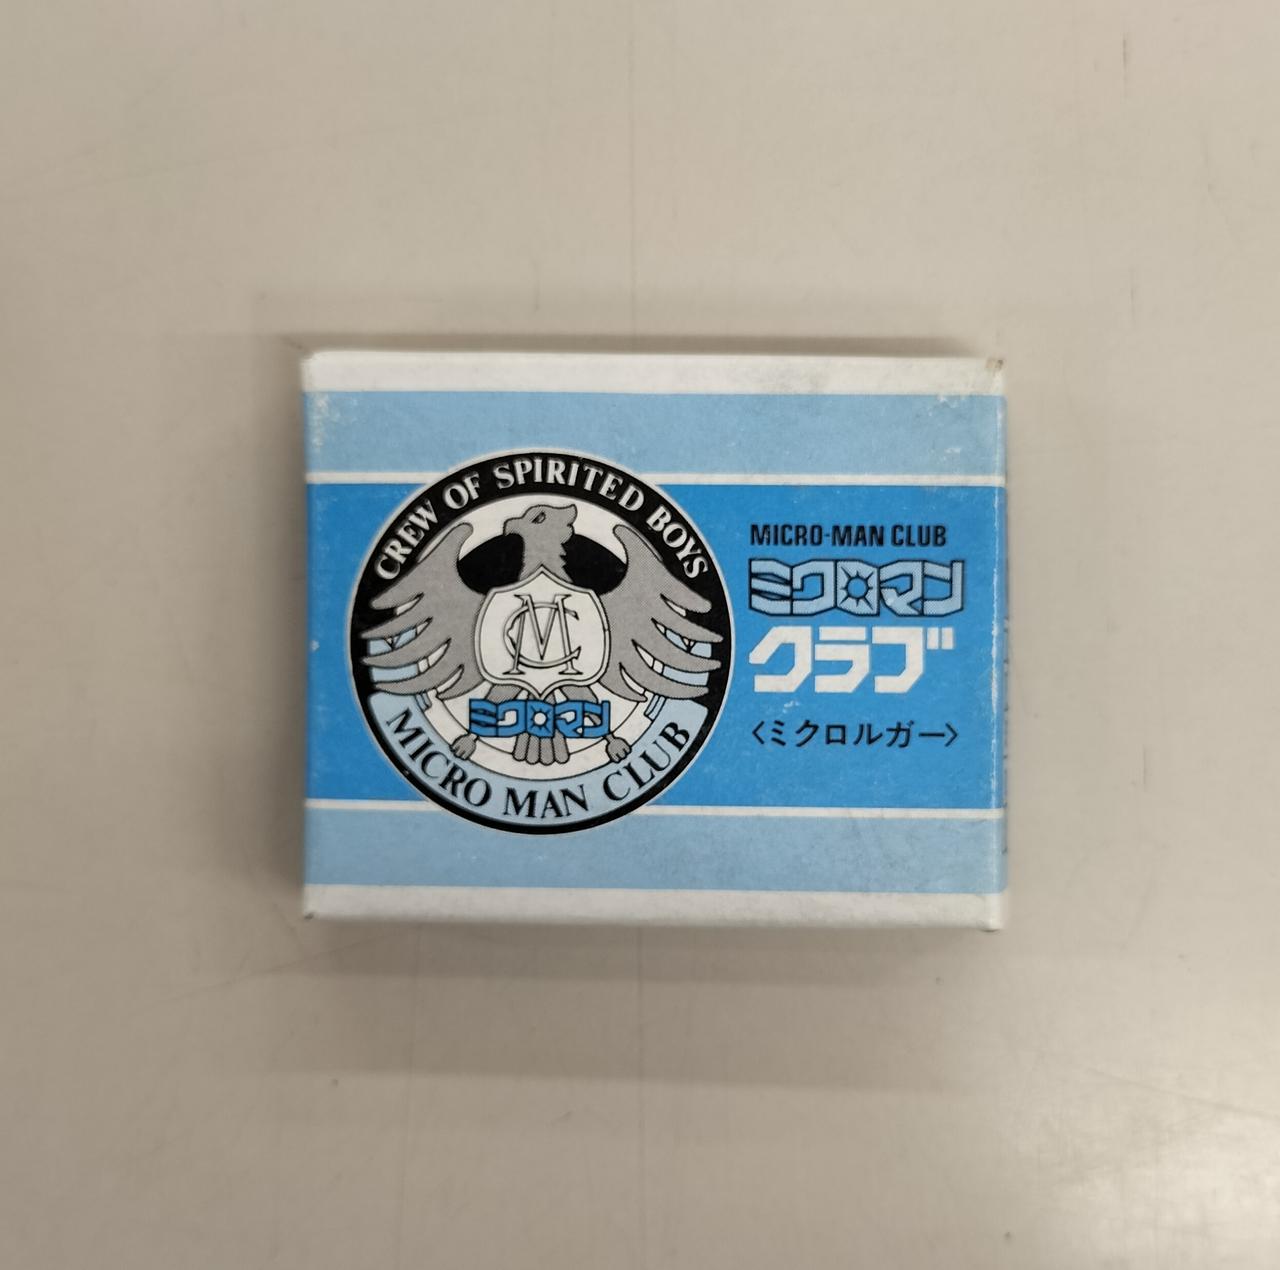 CREW OF SPIRITED BOYS
MC
ミクロマン
MICRO MAN CLUB
MICRO-MAN CLUB
ミクロマン
クラブ
〈ミクロルガー〉